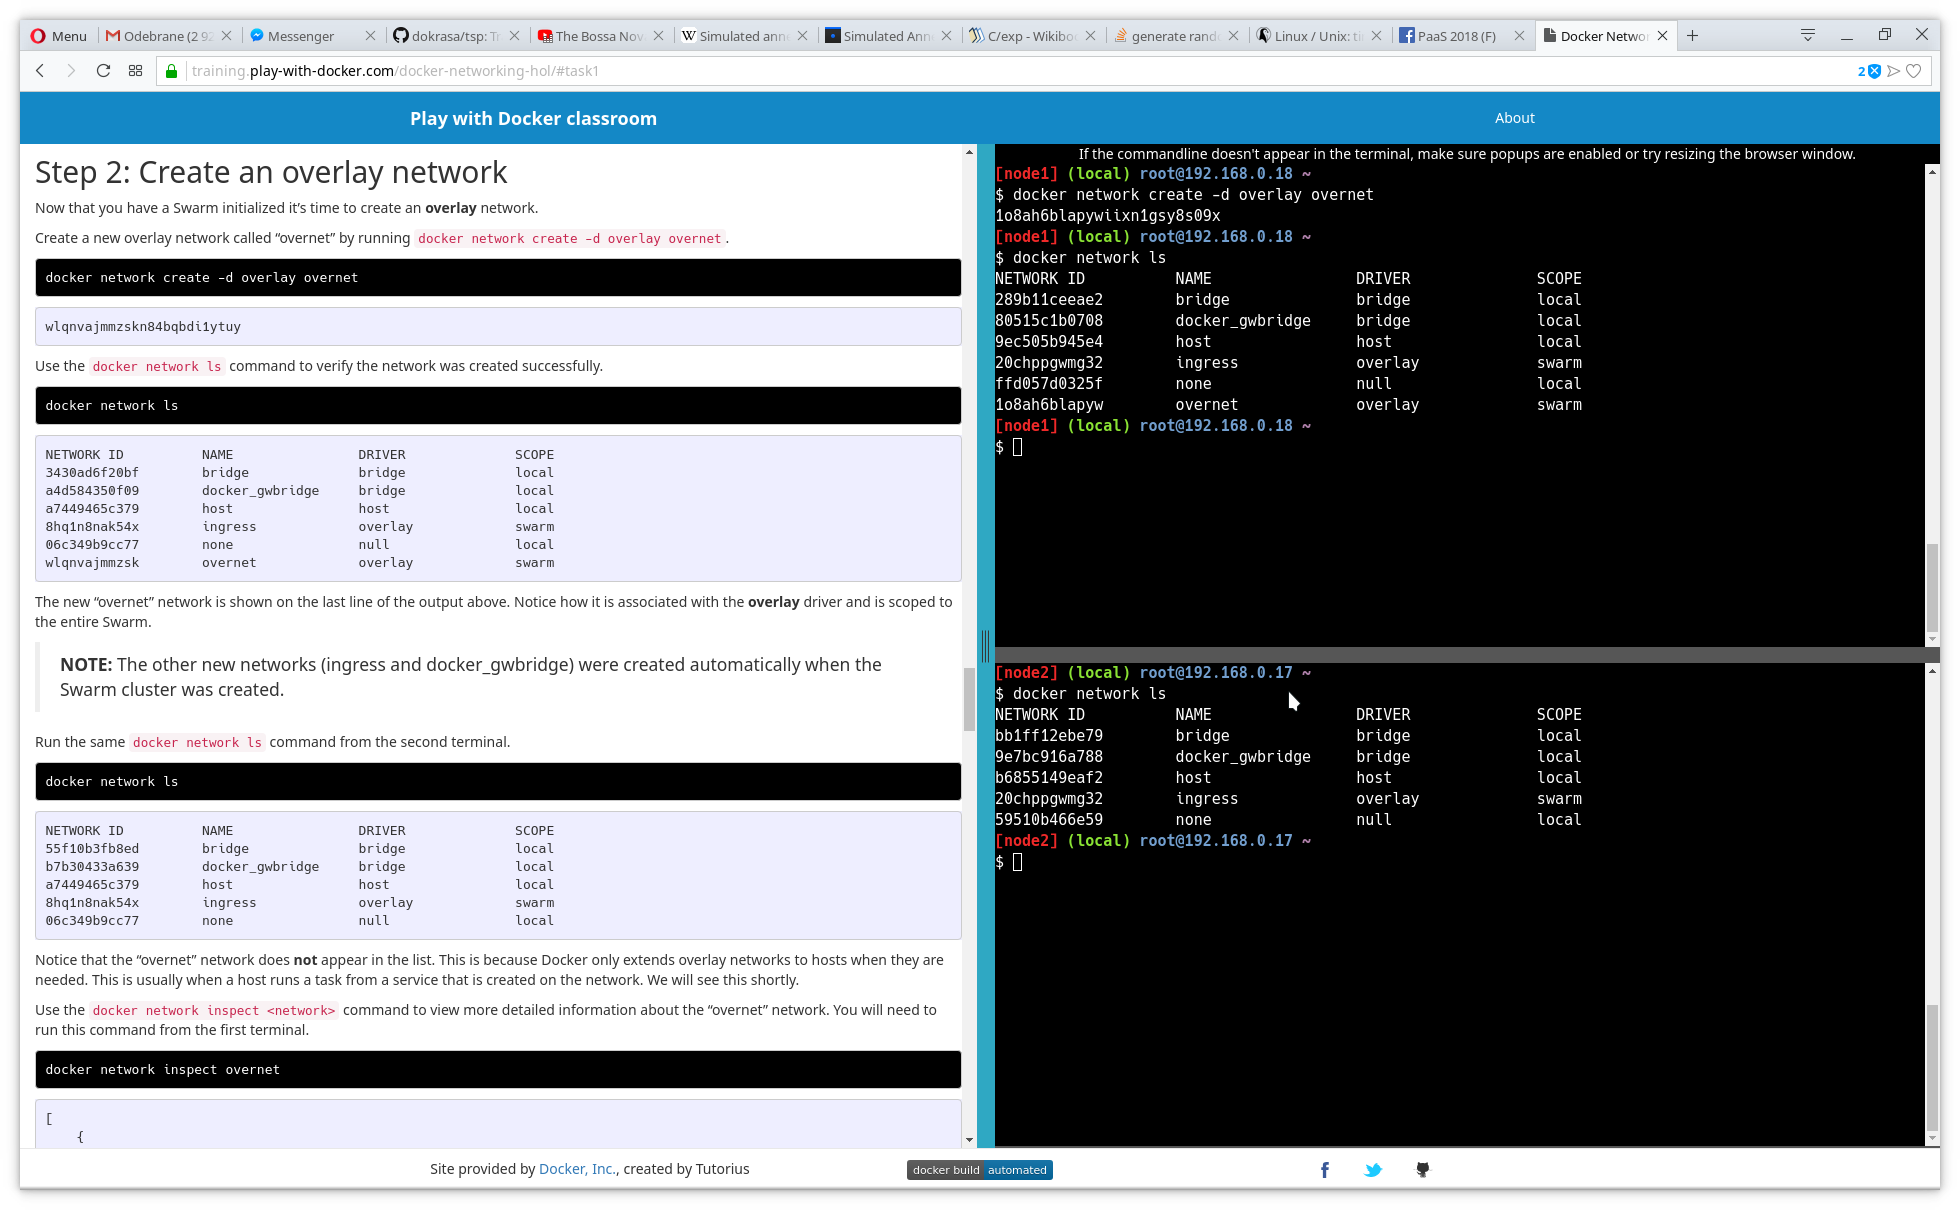 Menu
Odebrane (2 92
Messenger
dokrasa/tsp: Tr
The Bossa Nov
Simulated anne
Simulated Anne
C/exp - Wikibo
generate rando
Linux / Unix: ti
PaaS 2018 (F)
Docker Networ
training.play-with-docker.com/docker-networking-hol/#task1
2
Play with Docker classroom
About
Step 2: Create an overlay network
Now that you have a Swarm initialized it’s time to create an overlay network.
Create a new overlay network called “overnet” by running docker network create -d overlay overnet.
docker network create -d overlay overnet
wlqnvajmmzskn84bqbdi1ytuy
Use the docker network ls command to verify the network was created successfully.
docker network ls
NETWORK ID NAME DRIVER SCOPE
3430ad6f20bf bridge bridge local
a4d584350f09 docker_gwbridge bridge local
a7449465c379 host host local
8hq1n8nak54x ingress overlay swarm
06c349b9cc77 none null local
wlqnvajmmzsk overnet overlay swarm
The new “overnet” network is shown on the last line of the output above. Notice how it is associated with the overlay driver and is scoped to
the entire Swarm.
NOTE: The other new networks (ingress and docker_gwbridge) were created automatically when the
Swarm cluster was created.
Run the same docker network ls command from the second terminal.
docker network ls
NETWORK ID NAME DRIVER SCOPE
55f10b3fb8ed bridge bridge local
b7b30433a639 docker_gwbridge bridge local
a7449465c379 host host local
8hq1n8nak54x ingress overlay swarm
06c349b9cc77 none null local
Notice that the “overnet” network does not appear in the list. This is because Docker only extends overlay networks to hosts when they are
needed. This is usually when a host runs a task from a service that is created on the network. We will see this shortly.
Use the docker network inspect <network> command to view more detailed information about the “overnet” network. You will need to
run this command from the first terminal.
docker network inspect overnet
[
{
If the commandline doesn't appear in the terminal, make sure popups are enabled or try resizing the browser window.
[node1] (local) root@192.168.0.18 ~
$ docker network create -d overlay overnet
1o8ah6blapywiixn1gsy8s09x
[node1] (local) root@192.168.0.18 ~
$ docker network ls
NETWORK ID NAME DRIVER SCOPE
289b11ceeae2 bridge bridge local
80515c1b0708 docker_gwbridge bridge local
9ec505b945e4 host host local
20chppgwmg32 ingress overlay swarm
ffd057d0325f none null local
1o8ah6blapyw overnet overlay swarm
[node1] (local) root@192.168.0.18 ~
$
[node2] (local) root@192.168.0.17 ~
$ docker network ls
NETWORK ID NAME DRIVER SCOPE
bb1ff12ebe79 bridge bridge local
9e7bc916a788 docker_gwbridge bridge local
b6855149eaf2 host host local
20chppgwmg32 ingress overlay swarm
59510b466e59 none null local
[node2] (local) root@192.168.0.17 ~
$
Site provided by Docker, Inc., created by Tutorius
docker build automated